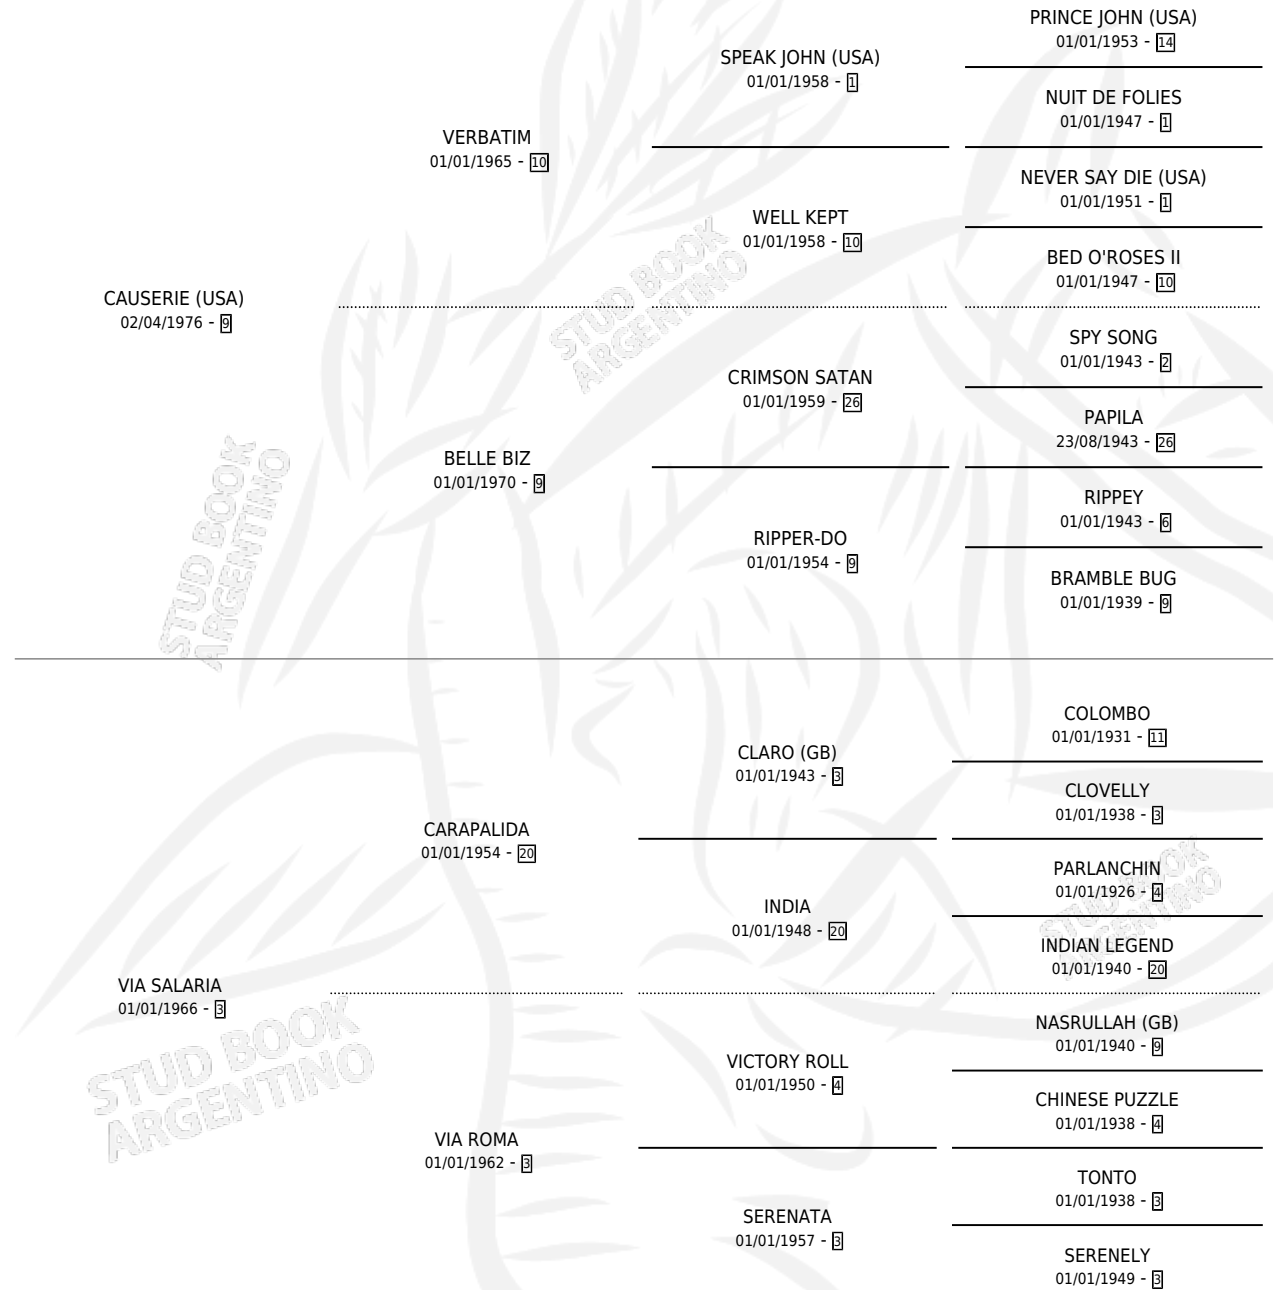 PRINCE JOHN (USA)
01/01/1953 - 14
SPEAK JOHN (USA)
01/01/1958 - 1
NUIT DE FOLIES
01/01/1947 - 1
VERBATIM
01/01/1965 - 10
NEVER SAY DIE (USA)
01/01/1951 - 1
WELL KEPT
01/01/1958 - 10
BED O'ROSES II
01/01/1947 - 10
CAUSERIE (USA)
02/04/1976 - 9
SPY SONG
01/01/1943 - 2
CRIMSON SATAN
01/01/1959 - 26
PAPILA
23/08/1943 - 26
BELLE BIZ
01/01/1970 - 9
RIPPEY
01/01/1943 - 6
RIPPER-DO
01/01/1954 - 9
BRAMBLE BUG
01/01/1939 - 9
COLOMBO
01/01/1931 - 11
CLARO (GB)
01/01/1943 - 3
CLOVELLY
01/01/1938 - 3
CARAPALIDA
01/01/1954 - 20
PARLANCHIN
01/01/1926 - 4
INDIA
01/01/1948 - 20
INDIAN LEGEND
01/01/1940 - 20
VIA SALARIA
01/01/1966 - 3
NASRULLAH (GB)
01/01/1940 - 9
VICTORY ROLL
01/01/1950 - 4
CHINESE PUZZLE
01/01/1938 - 4
VIA ROMA
01/01/1962 - 3
TONTO
01/01/1938 - 3
SERENATA
01/01/1957 - 3
SERENELY
01/01/1949 - 3
STUD BOOK
ARGENTINO
STUD BOOK
ARGENTINO
STUD BOOK
ARGENTINO
STUD BOOK
ARGENTINO